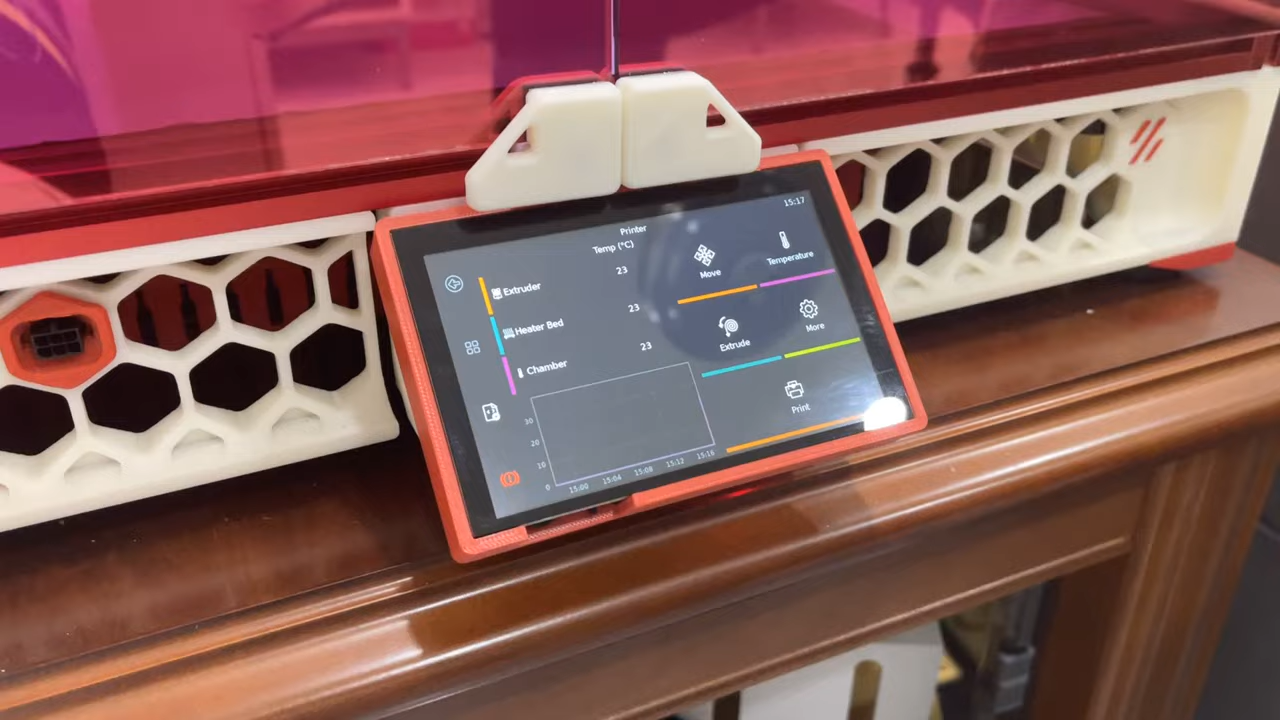 15:17
Printer
Temp (°C)
Extruder 23
Heater Bed 23
Chamber 23
Move
Temperature
Extrude
More
Print
30
20
10
0
15:00 15:04 15:08 15:12 15:16